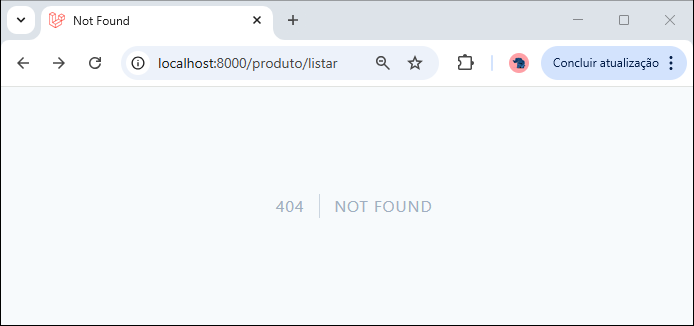 Not Found
localhost:8000/produto/listar
Concluir atualização
404
NOT FOUND